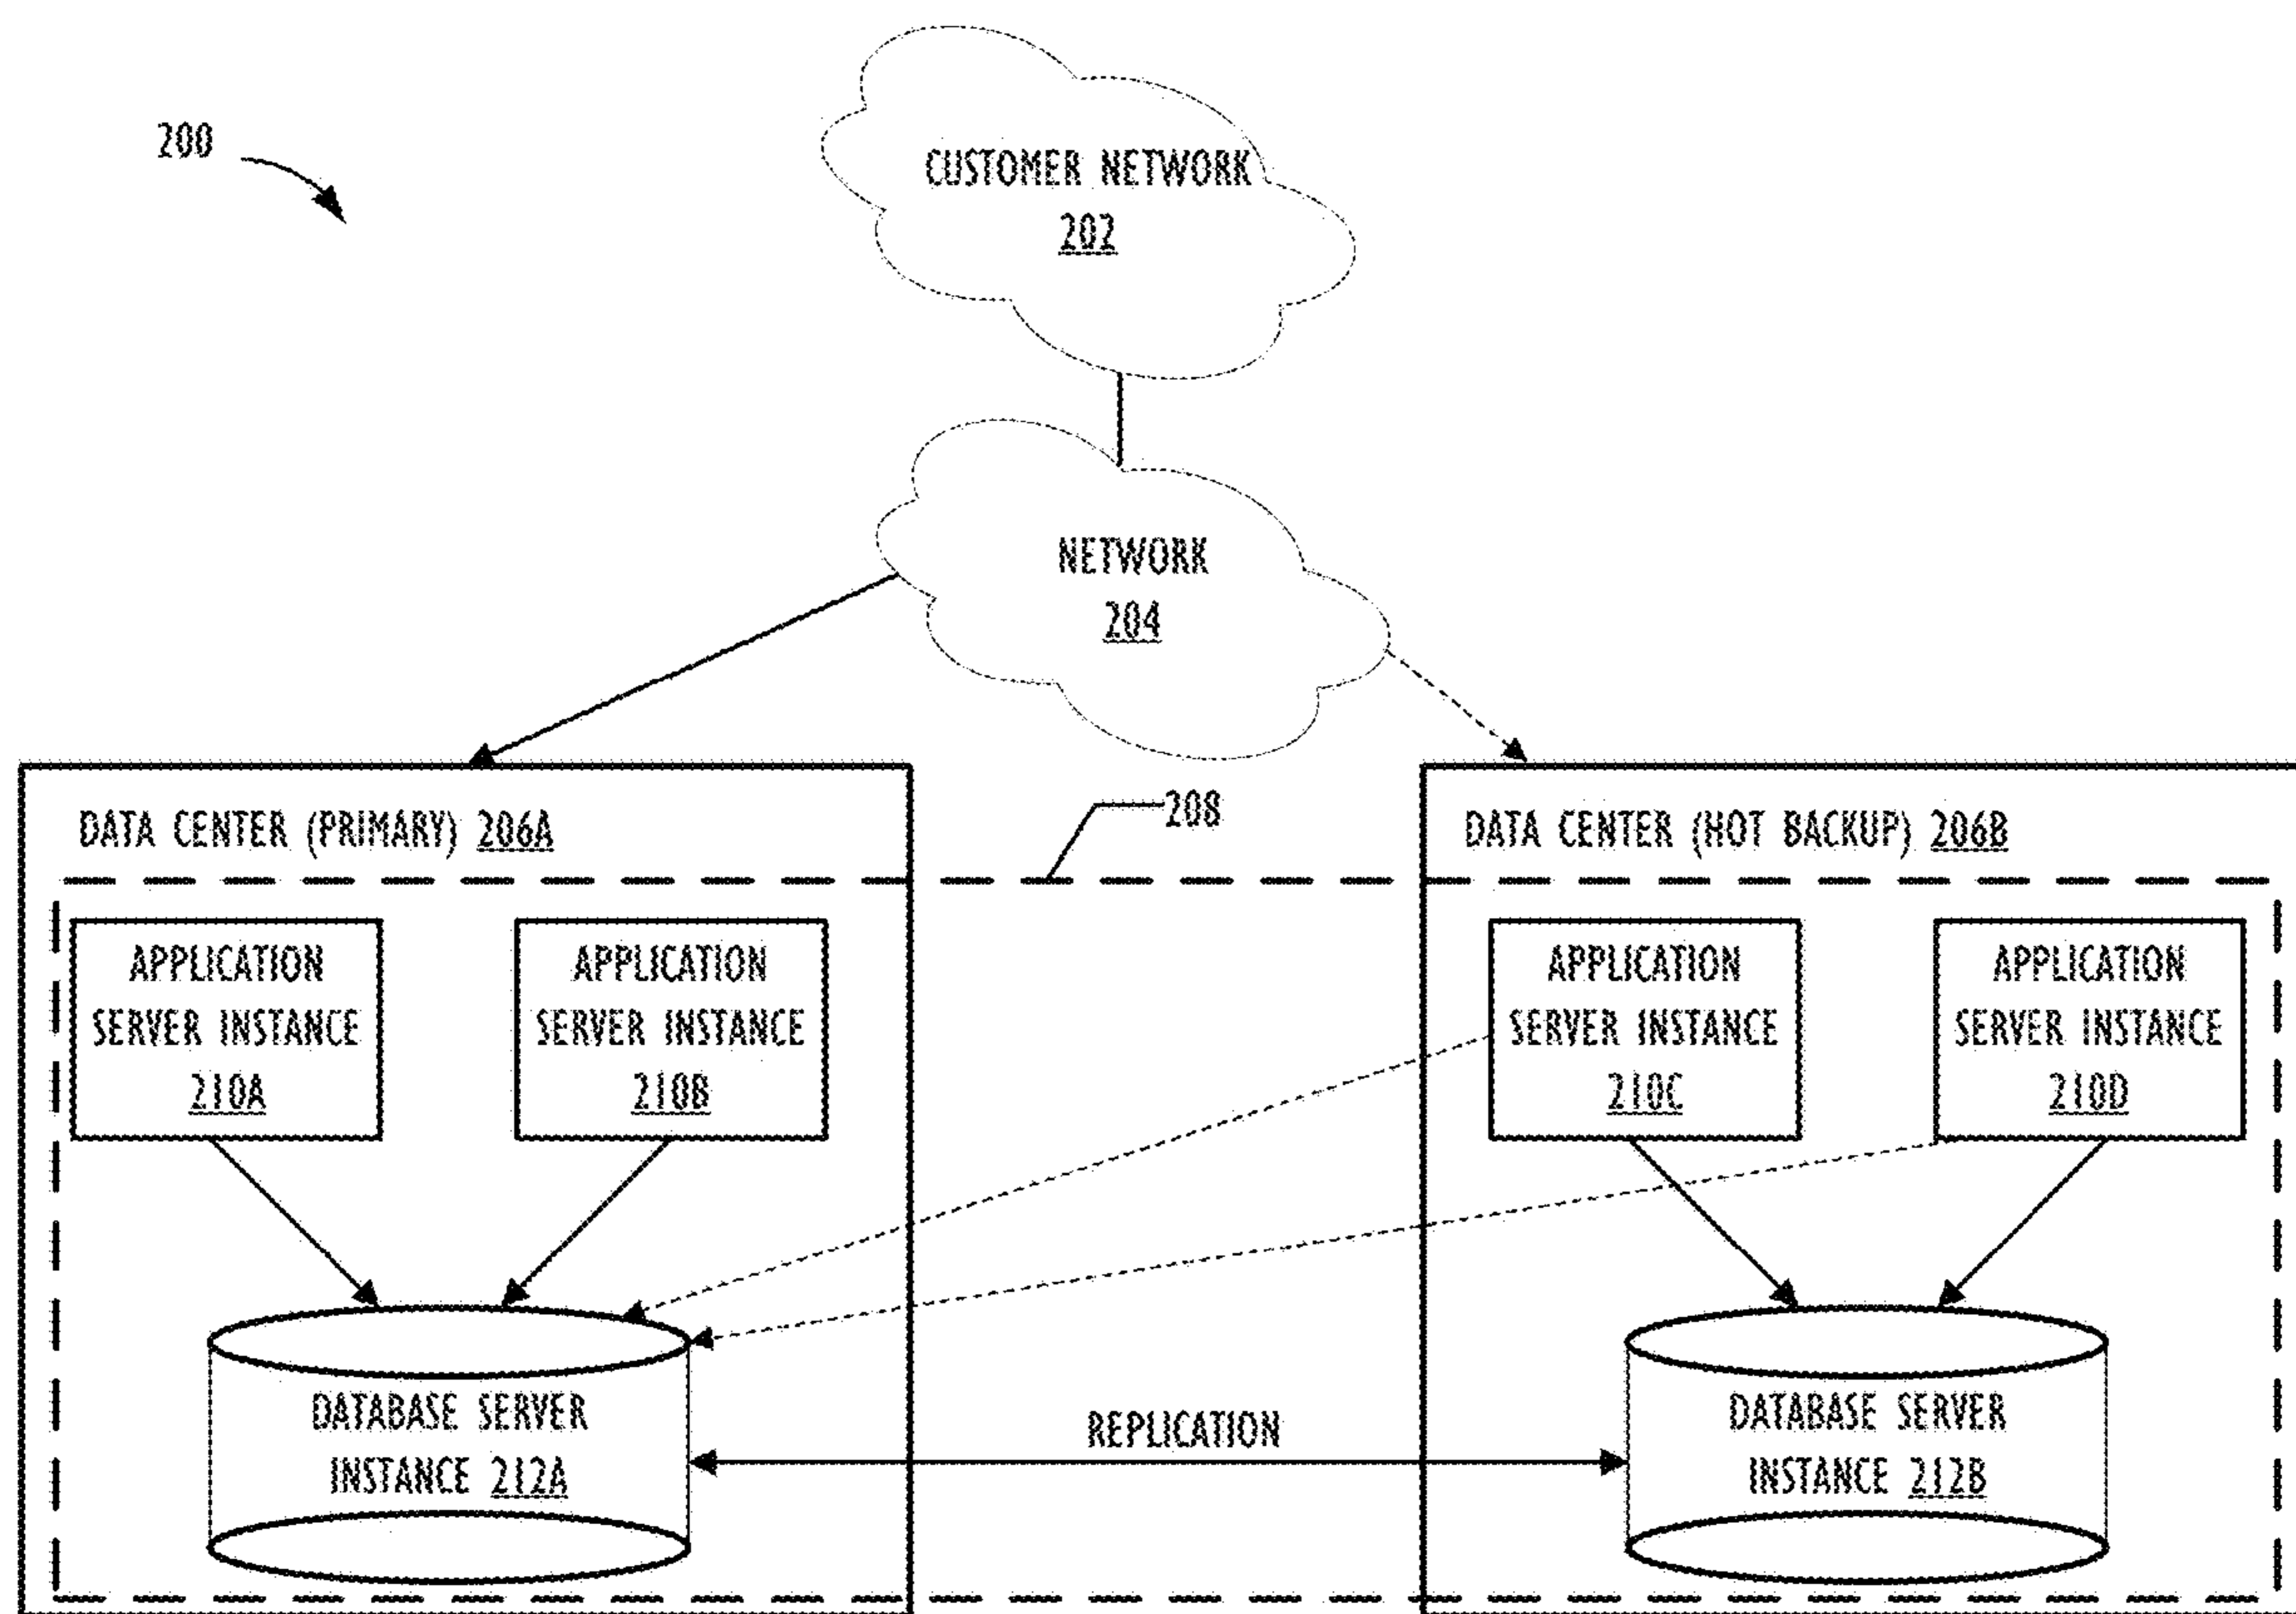 200
CUSTOMER NETWORK
202
NETWORK
204
208
DATA CENTER (PRIMARY) 206A
DATA CENTER (HOT BACKUP) 206B
APPLICATION
SERVER INSTANCE
210A
APPLICATION
SERVER INSTANCE
210B
APPLICATION
SERVER INSTANCE
210C
APPLICATION
SERVER INSTANCE
210D
DATABASE SERVER
INSTANCE 212A
REPLICATION
DATABASE SERVER
INSTANCE 212B